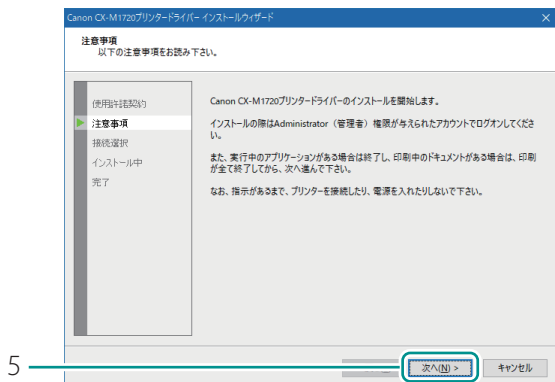 Canon CX-M1720プリンタードライバー インストールウィザード
注意事項
以下の注意事項をお読み下さい。
使用許諾契約
注意事項
接続選択
インストール中
完了
Canon CX-M1720プリンタードライバーのインストールを開始します。
インストールの際はAdministrator（管理者）権限が与えられたアカウントでログオンしてくださ
い。
また、実行中のアプリケーションがある場合は終了し、印刷中のドキュメントがある場合は、印刷
が全て終了してから、次へ進んで下さい。
なお、指示があるまで、プリンターを接続したり、電源を入れたりしないで下さい。
5
次へ(N) >
キャンセル